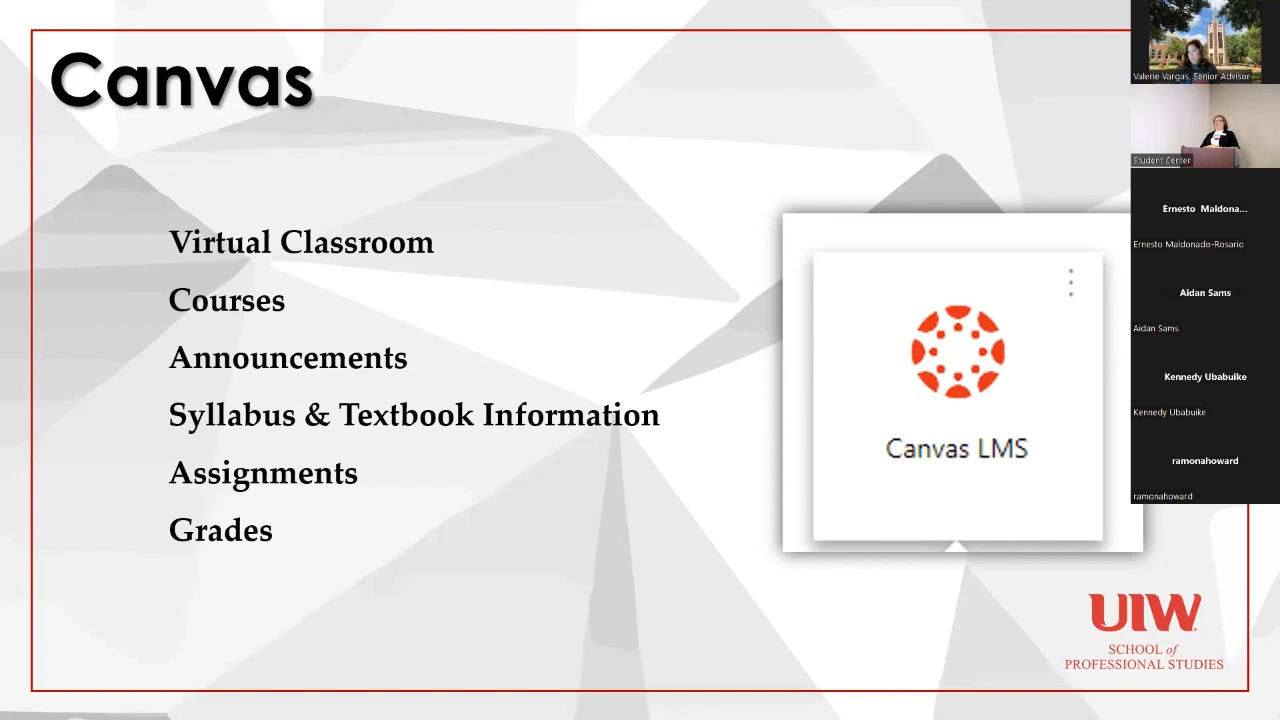 Canvas
Virtual Classroom
Courses
Announcements
Syllabus & Textbook Information
Assignments
Grades
Canvas LMS
UIW
SCHOOL of
PROFESSIONAL STUDIES
Valerie Vargas, Senior Advisor
Student Center
Ernesto Maldona...
Ernesto Maldonado-Rosario
Aidan Sams
Aidan Sams
Kennedy Ubabuike
Kennedy Ubabuike
ramonahoward
ramonahoward